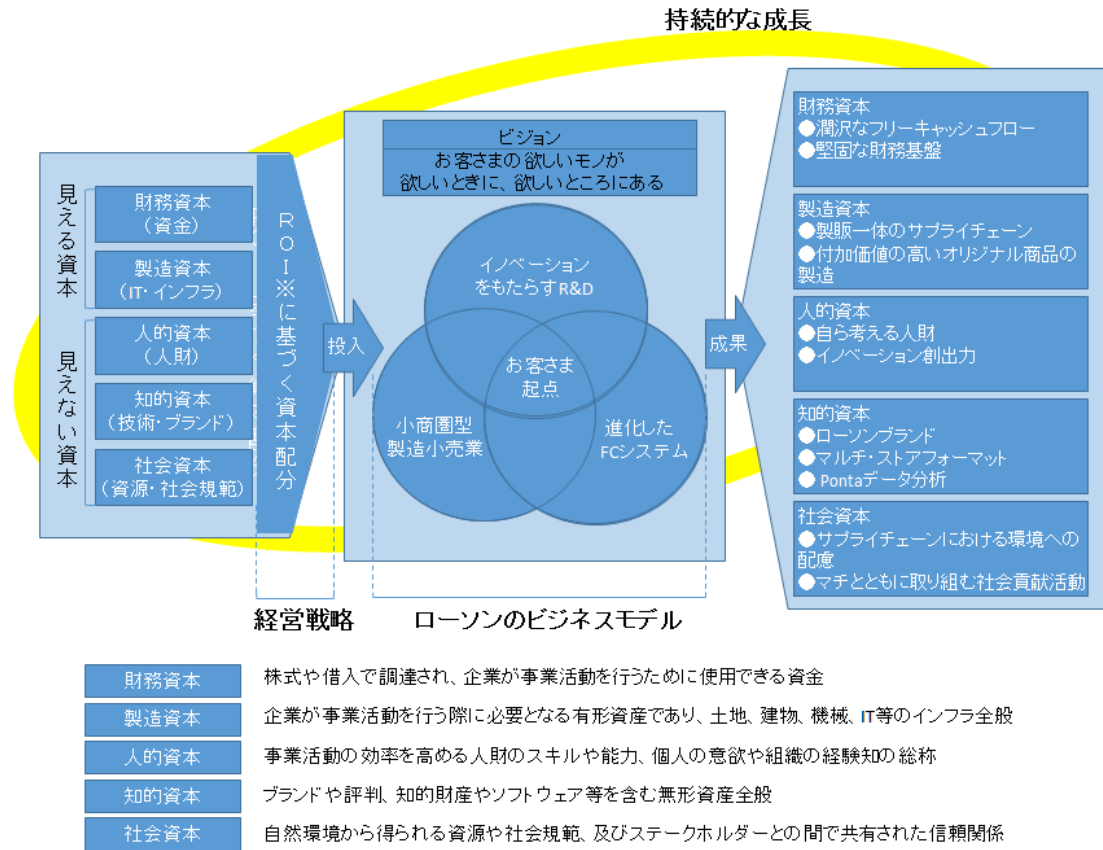 持続的な成長
見える資本
財務資本
(資金)
製造資本
(IT・インフラ)
見えない資本
人的資本
(人財)
知的資本
(技術・ブランド)
社会資本
(資源・社会規範)
ROI※に基づく資本配分
投入
ビジョン
お客さまの欲しいモノが
欲しいときに、欲しいところにある
イノベーション
をもたらすR&D
お客さま
起点
小商圏型
製造小売業
進化した
FCシステム
成果
財務資本
●潤沢なフリーキャッシュフロー
●堅固な財務基盤
製造資本
●製販一体のサプライチェーン
●付加価値の高いオリジナル商品の
製造
人的資本
●自ら考える人財
●イノベーション創出力
知的資本
●ローソンブランド
●マルチ・ストアフォーマット
● Pontaデータ分析
社会資本
●サプライチェーンにおける環境への
配慮
●マチとともに取り組む社会貢献活動
経営戦略
ローソンのビジネスモデル
財務資本 株式や借入で調達され、企業が事業活動を行うために使用できる資金
製造資本 企業が事業活動を行う際に必要となる有形資産であり、土地、建物、機械、IT等のインフラ全般
人的資本 事業活動の効率を高める人財のスキルや能力、個人の意欲や組織の経験知の総称
知的資本 ブランドや評判、知的財産やソフトウェア等を含む無形資産全般
社会資本 自然環境から得られる資源や社会規範、及びステークホルダーとの間で共有された信頼関係